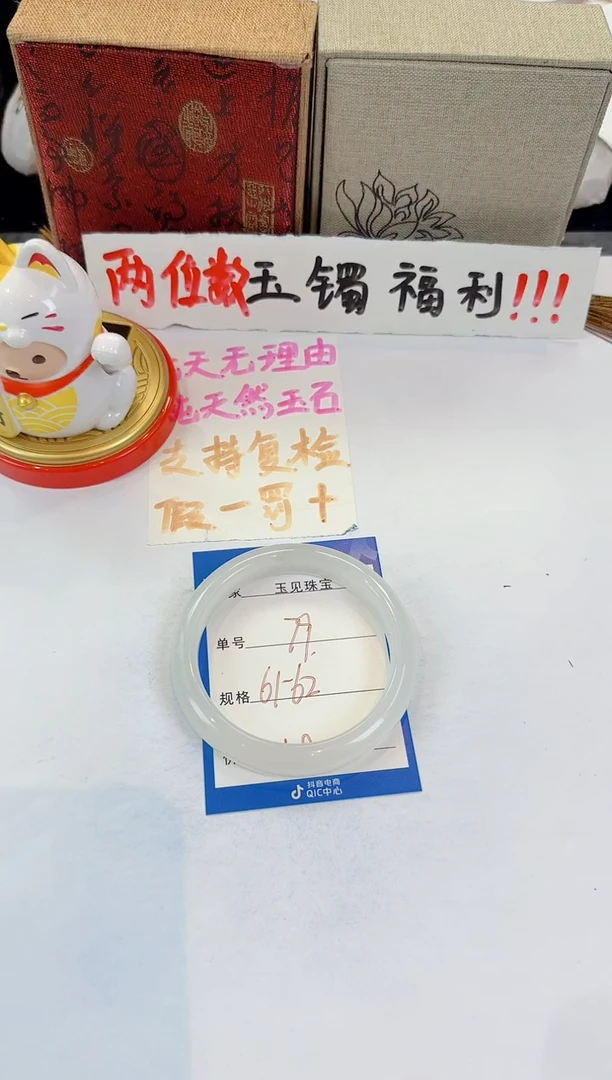 两位数玉镯福利!!!
天无理由
纯天然玉石
支持复检
假一罚十
家 玉见珠宝
单号 79.
规格 61-62
抖音电商
QIC中心